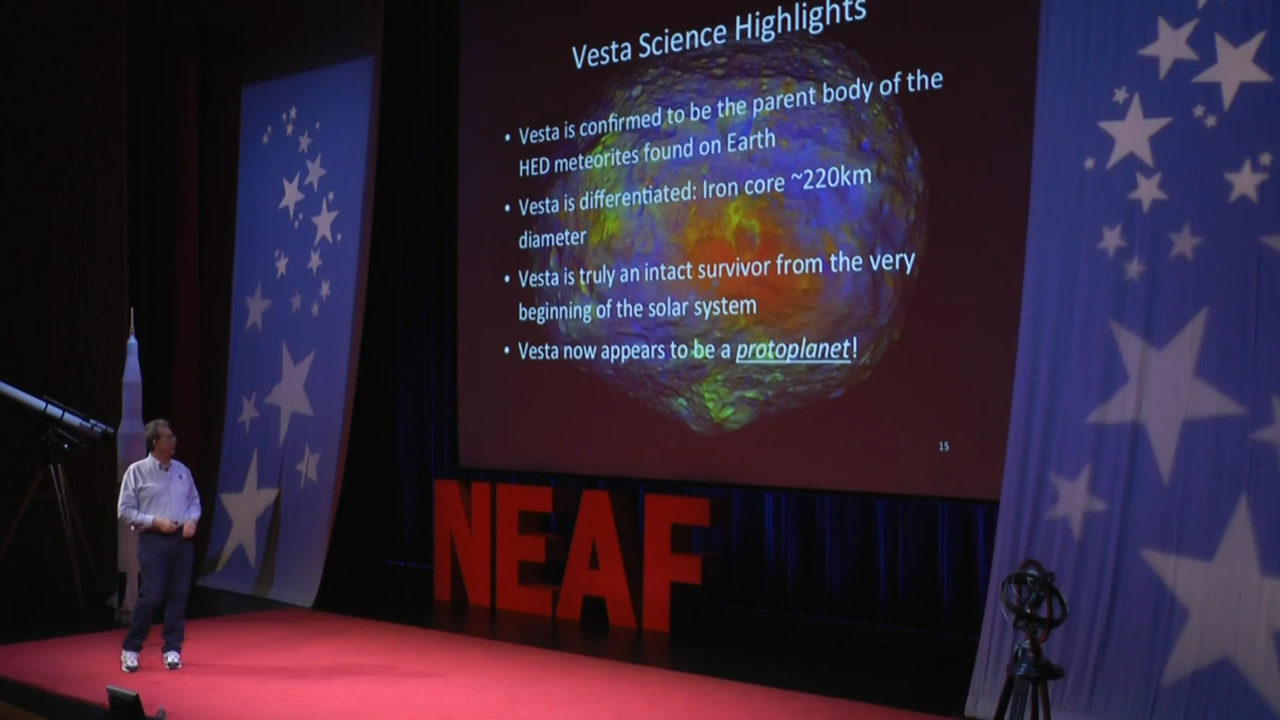 Vesta Science Highlights
• Vesta is confirmed to be the parent body of the
HED meteorites found on Earth
• Vesta is differentiated: Iron core ~220km
diameter
• Vesta is truly an intact survivor from the very
beginning of the solar system
• Vesta now appears to be a protoplanet!
15
NEAF